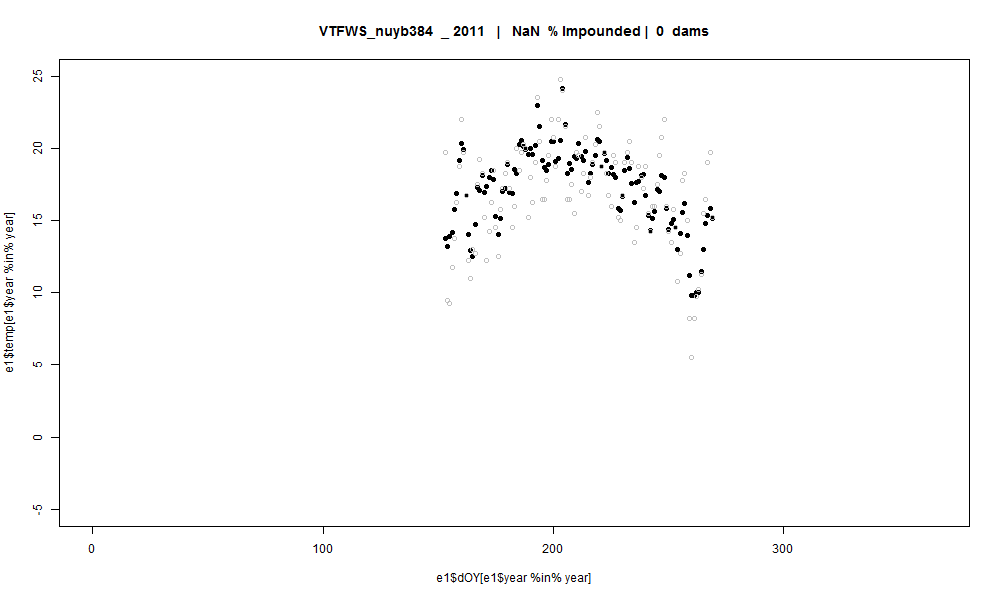 VTFWS_nuyb384 _ 2011 | NaN % Impounded | 0 dams
e1$temp[e1$year %in% year]
25
20
15
10
5
0
-5
0 100 200 300
e1$dOY[e1$year %in% year]